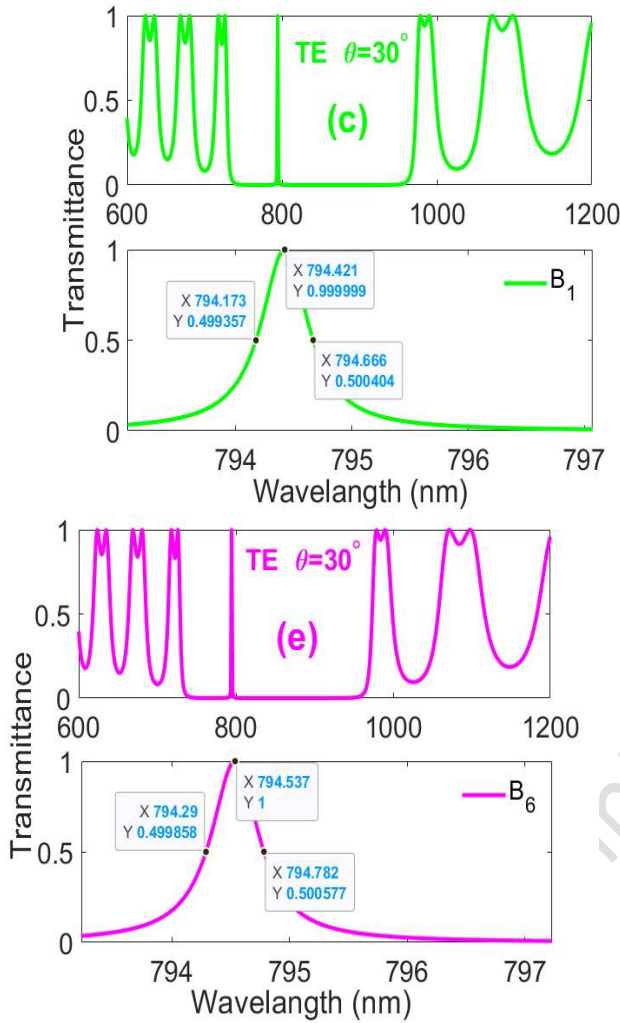 1
0.5
0
TE θ=30°
(c)
600
800
1000
1200
Transmittance
1
0.5
0
X 794.421
Y 0.999999
X 794.173
Y 0.499357
X 794.666
Y 0.500404
B1
794
795
796
797
Wavelangth (nm)
1
0.5
0
TE θ=30°
(e)
600
800
1000
1200
Transmittance
1
0.5
0
X 794.537
Y 1
X 794.29
Y 0.499858
X 794.782
Y 0.500577
B6
794
795
796
797
Wavelangth (nm)